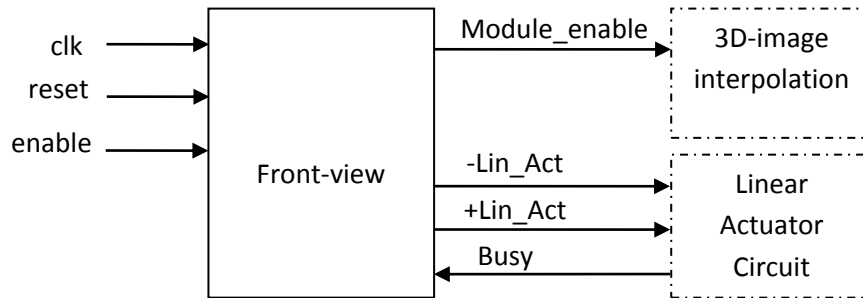 clk
reset
enable
Front-view
Module_enable
-Lin_Act
+Lin_Act
Busy
3D-image
interpolation
Linear
Actuator
Circuit